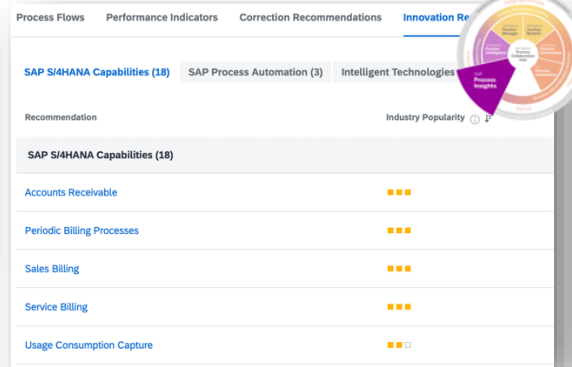 Process Flows Performance Indicators Correction Recommendations Innovation Re
SAP S/4HANA Capabilities (18) SAP Process Automation (3) Intelligent Technologies
SAP
Process
Insights
Recommendation Industry Popularity
SAP S/4HANA Capabilities (18)
Accounts Receivable
Periodic Billing Processes
Sales Billing
Service Billing
Usage Consumption Capture